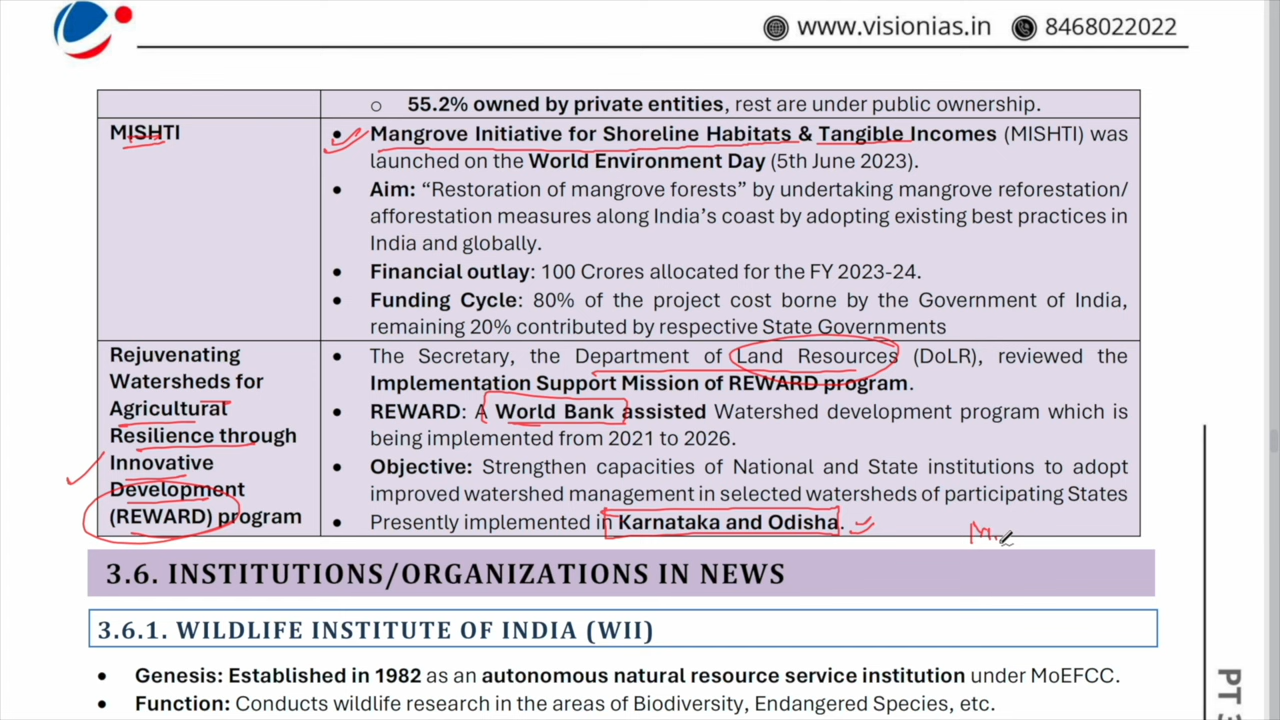 www.visionias.in 8468022022
○ 55.2% owned by private entities, rest are under public ownership.
MISHTI
• Mangrove Initiative for Shoreline Habitats & Tangible Incomes (MISHTI) was
launched on the World Environment Day (5th June 2023).
• Aim: “Restoration of mangrove forests” by undertaking mangrove reforestation/
afforestation measures along India’s coast by adopting existing best practices in
India and globally.
• Financial outlay: 100 Crores allocated for the FY 2023-24.
• Funding Cycle: 80% of the project cost borne by the Government of India,
remaining 20% contributed by respective State Governments
Rejuvenating
Watersheds for
Agricultural
Resilience through
Innovative
Development
(REWARD) program
• The Secretary, the Department of Land Resources (DoLR), reviewed the
Implementation Support Mission of REWARD program.
• REWARD: A World Bank assisted Watershed development program which is
being implemented from 2021 to 2026.
• Objective: Strengthen capacities of National and State institutions to adopt
improved watershed management in selected watersheds of participating States
Presently implemented in Karnataka and Odisha.
3.6. INSTITUTIONS/ORGANIZATIONS IN NEWS
3.6.1. WILDLIFE INSTITUTE OF INDIA (WII)
• Genesis: Established in 1982 as an autonomous natural resource service institution under MoEFCC.
• Function: Conducts wildlife research in the areas of Biodiversity, Endangered Species, etc.
PT